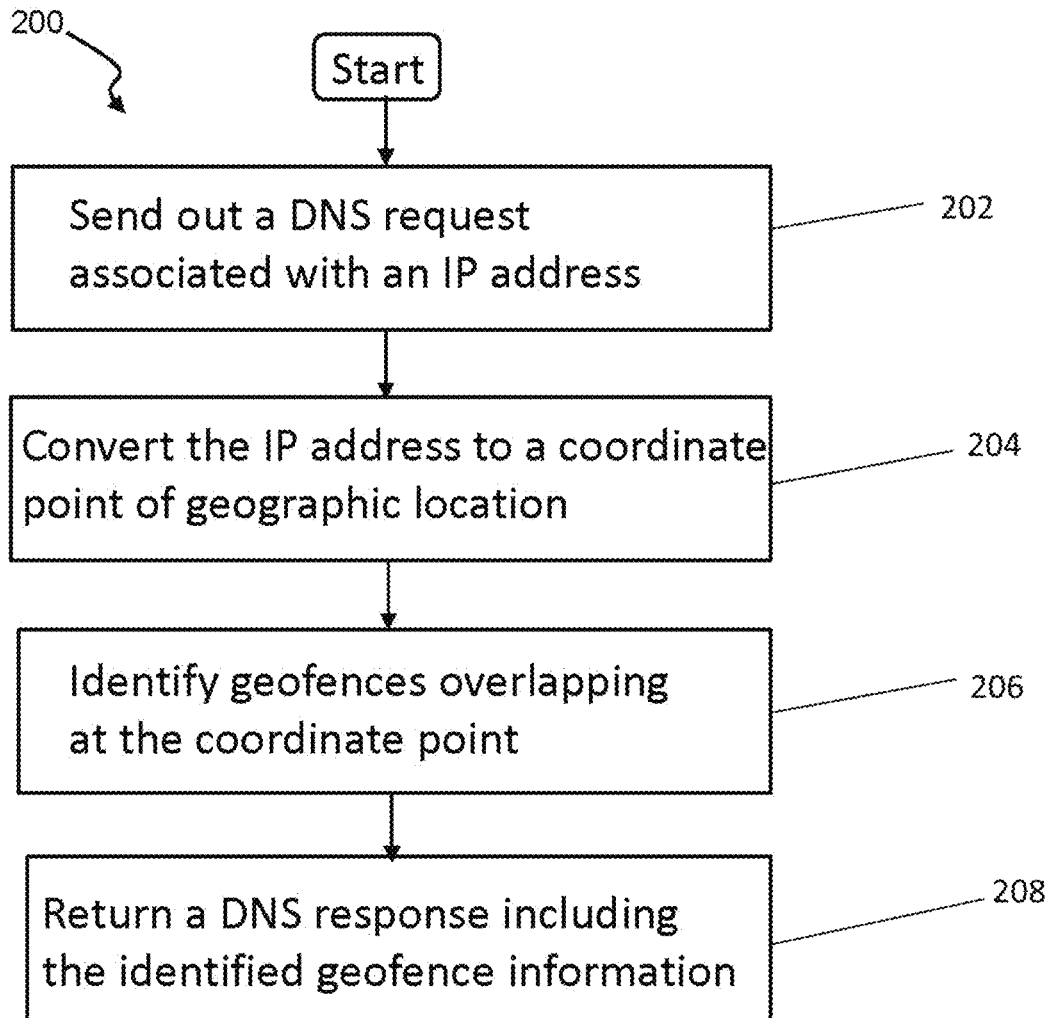 200
Start
Send out a DNS request
associated with an IP address
202
Convert the IP address to a coordinate
point of geographic location
204
Identify geofences overlapping
at the coordinate point
206
Return a DNS response including
the identified geofence information
208